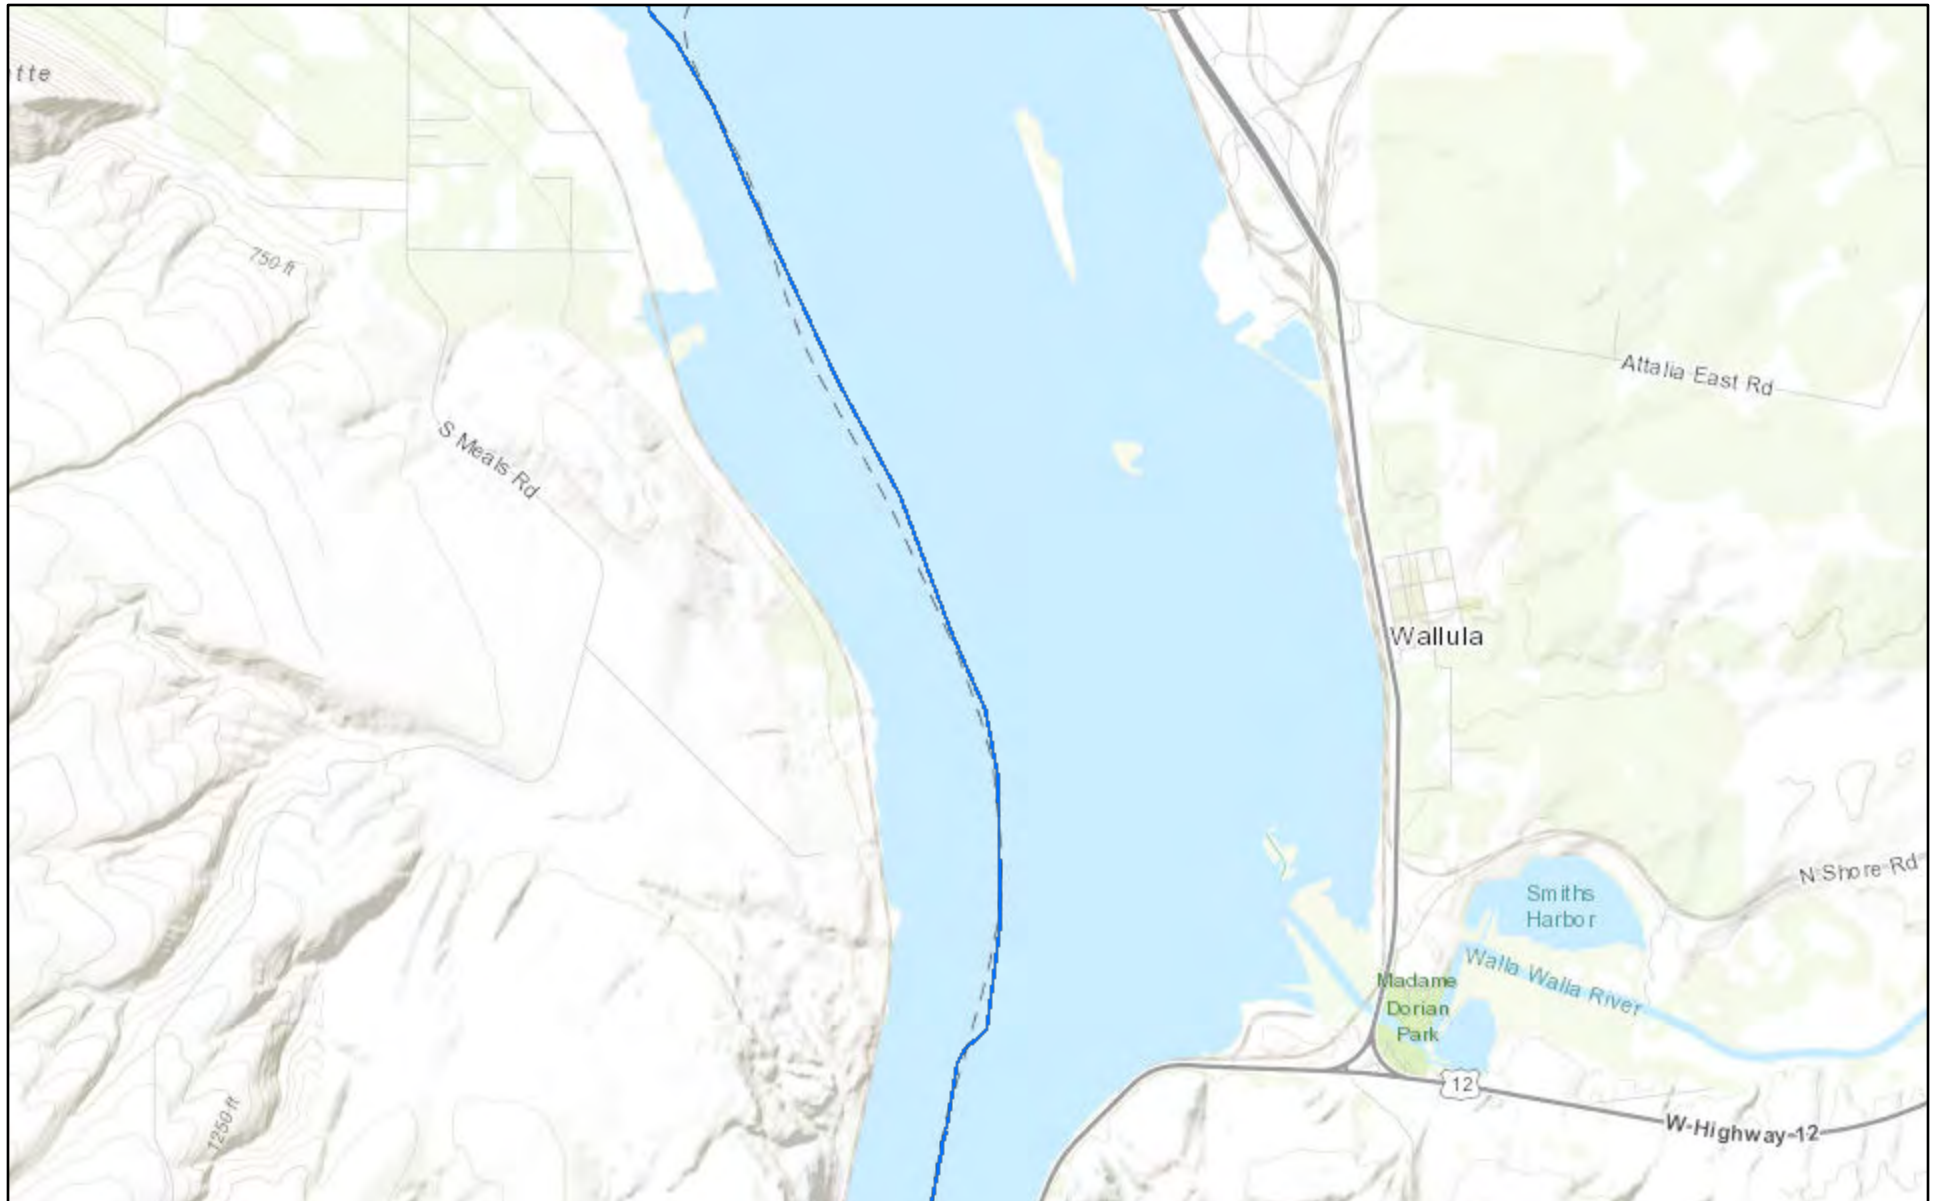 tte
750 ft
Attalia East Rd
S Meals Rd
Wallula
N Shore Rd
Smiths
Harbor
Walla Walla River
Madame
Dorian
Park
12
W Highway 12
1250 ft